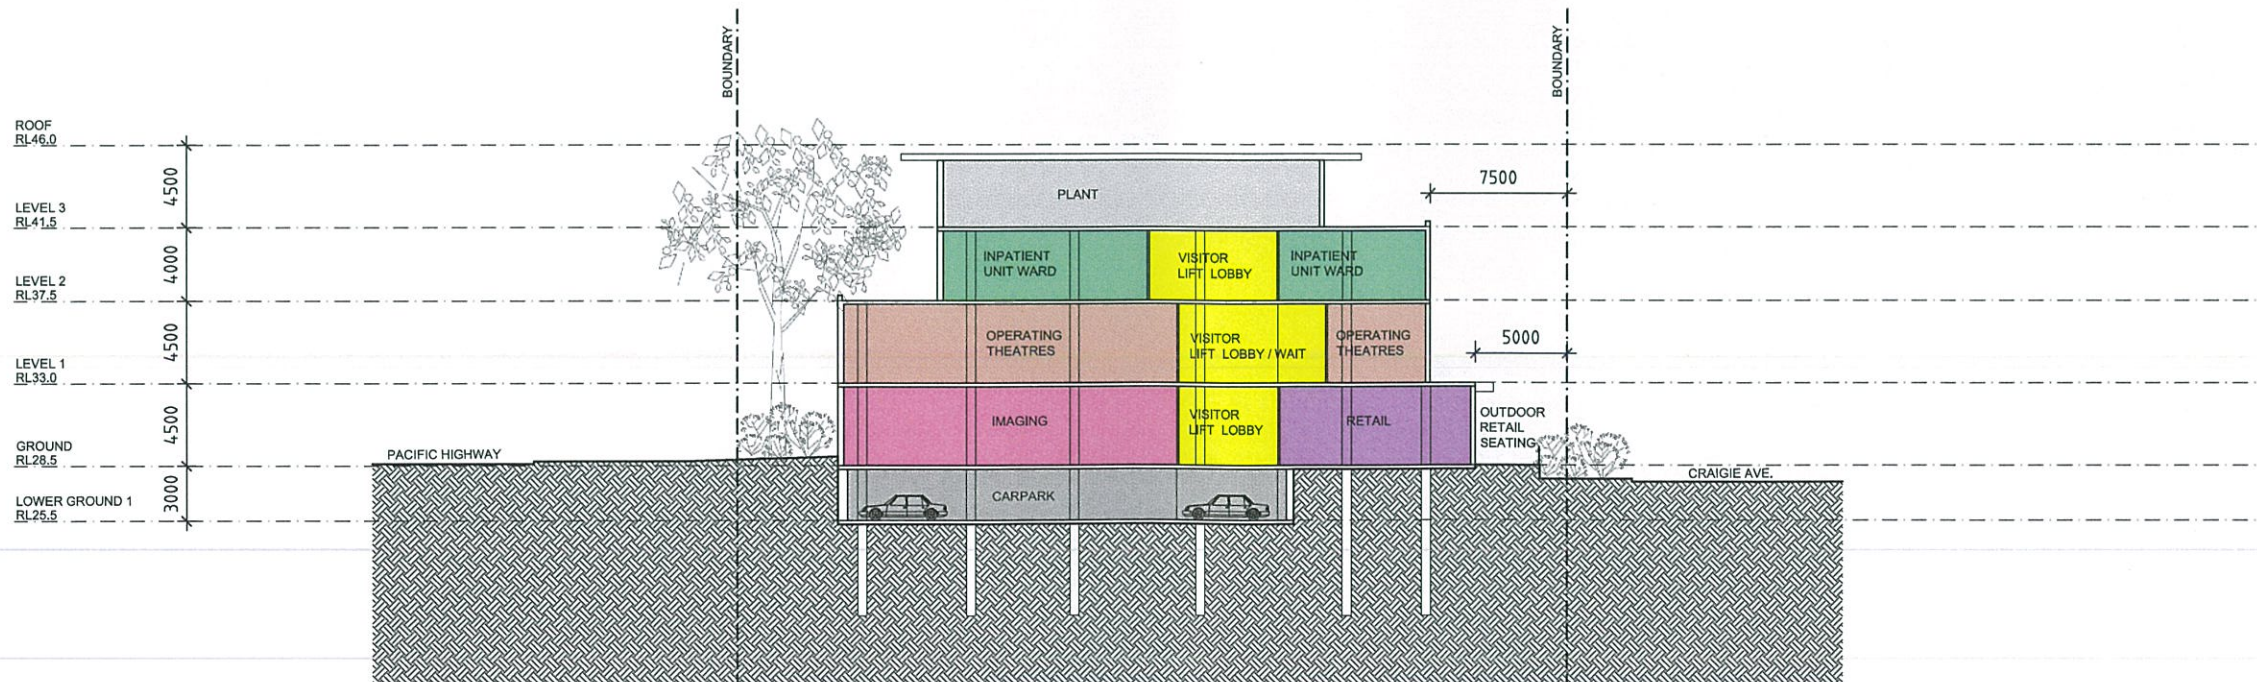 BOUNDARY
BOUNDARY
ROOF
RL46.0
4500
LEVEL 3
RL41.5
4000
LEVEL 2
RL37.5
4500
LEVEL 1
RL33.0
4500
GROUND
RL28.5
3000
LOWER GROUND 1
RL25.5
PLANT
7500
INPATIENT
UNIT WARD
VISITOR
LIFT LOBBY
INPATIENT
UNIT WARD
OPERATING
THEATRES
VISITOR
LIFT LOBBY / WAIT
OPERATING
THEATRES
5000
IMAGING
VISITOR
LIFT LOBBY
RETAIL
OUTDOOR
RETAIL
SEATING
PACIFIC HIGHWAY
CRAIGIE AVE.
CARPARK